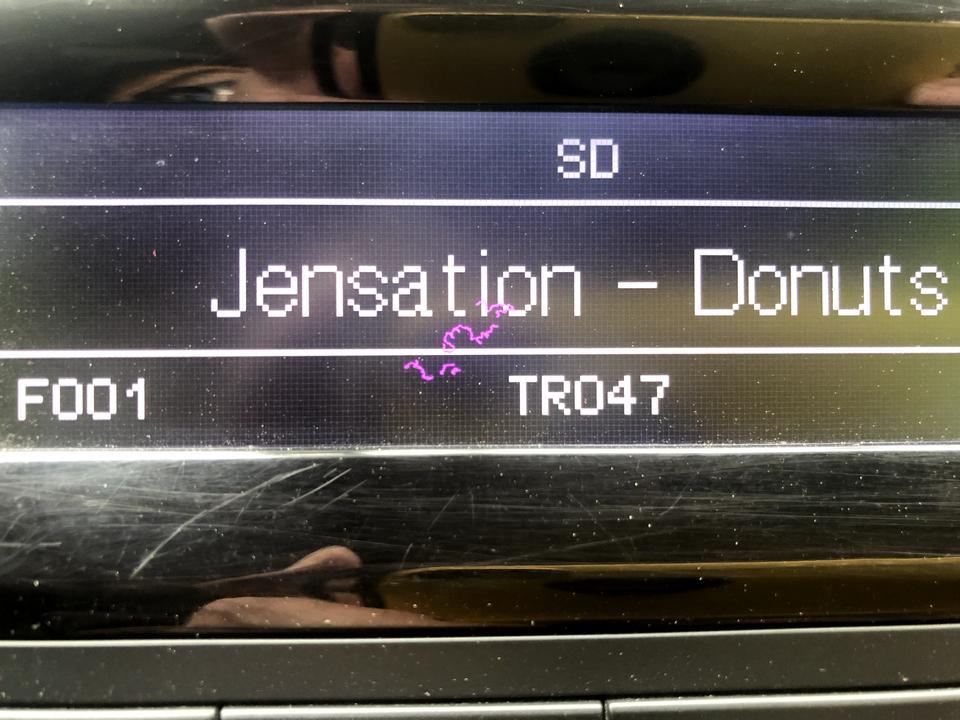 SD
Jensation - Donuts
F001 TR047